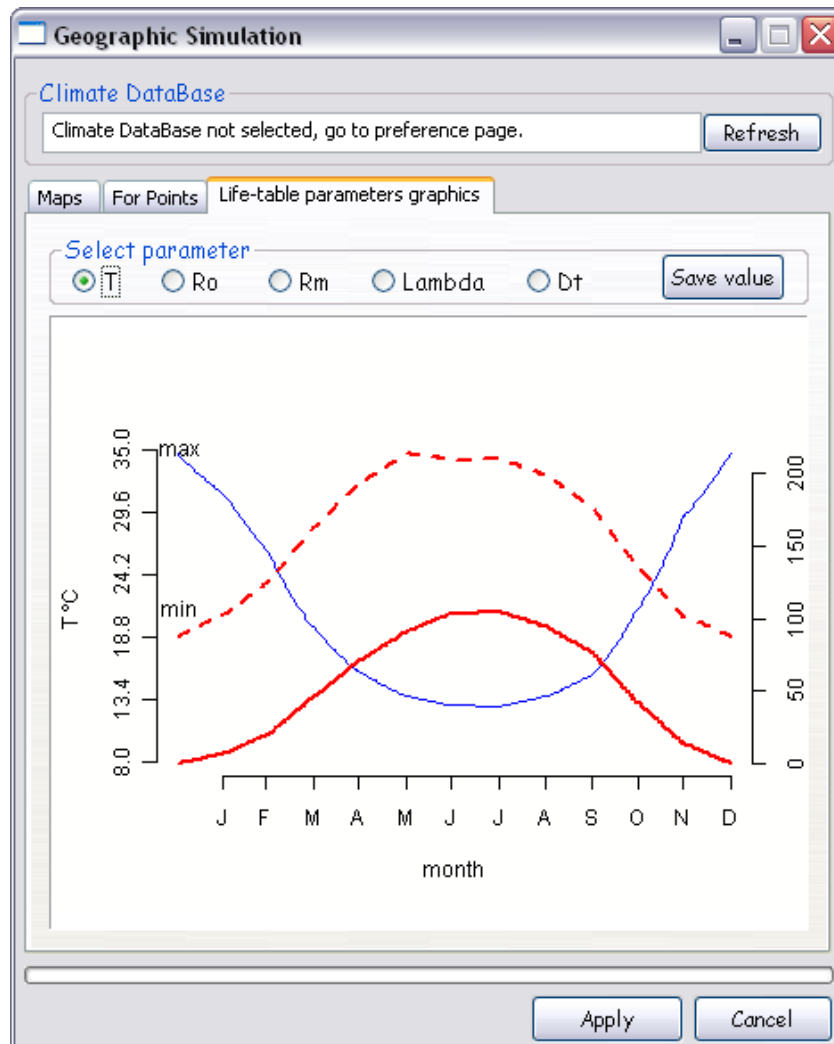 Geographic Simulation
Climate DataBase
Climate DataBase not selected, go to preference page.
Refresh
Maps For Points Life-table parameters graphics
Select parameter
T Ro Rm Lambda Dt Save value
T°C
35.0
29.6
24.2
18.8
13.4
8.0
max
min
200
150
100
50
0
J F M A M J J A S O N D
month
Apply Cancel